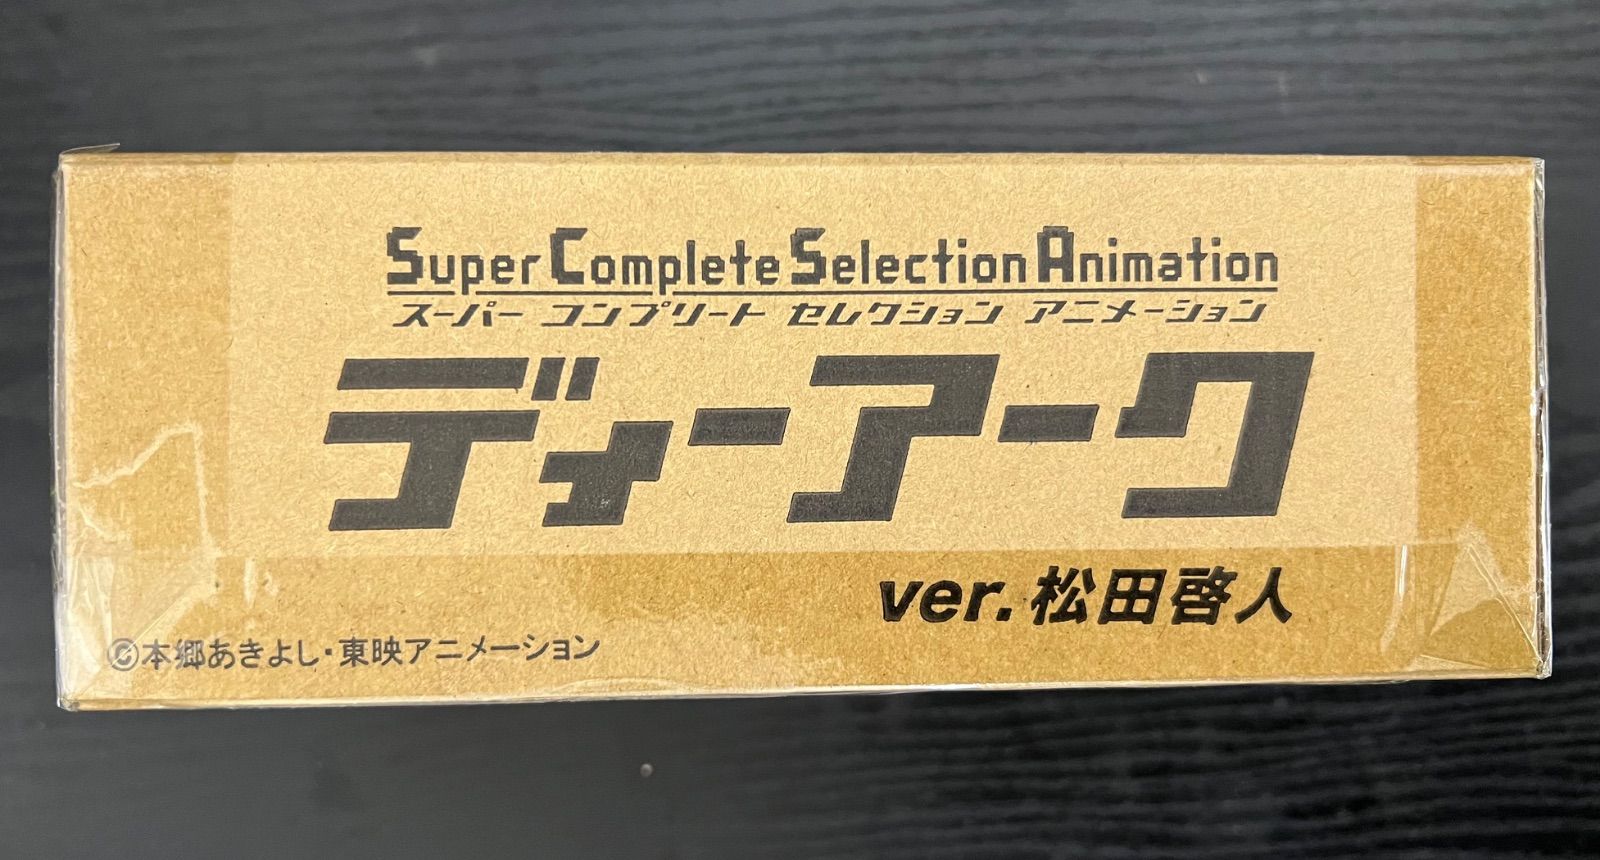 Super Complete Selection Animation
スーパー コンプリート セレクション アニメーション
ディーアーク
ver.松田啓人
©本郷あきよし・東映アニメーション